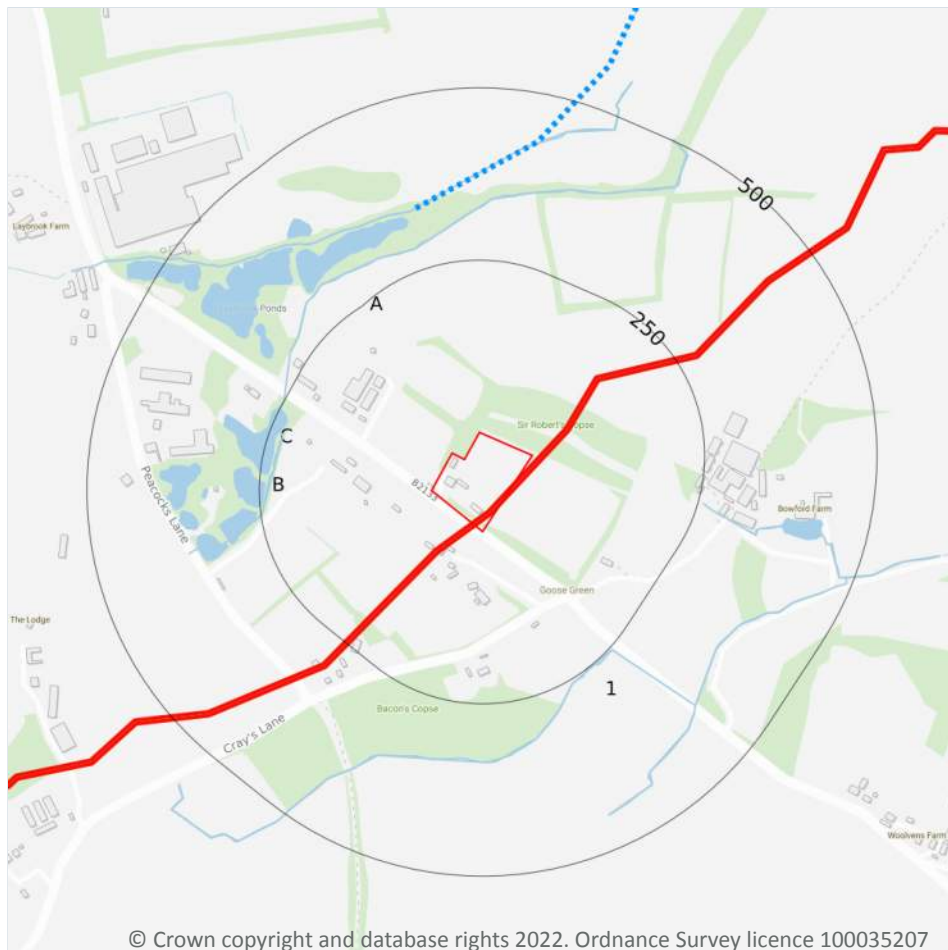 500
Laybrook Farm
A
Ponds
250
Sir Robert's Copse
C
B
B2133
Peacocks Lane
Bowford Farm
Goose Green
The Lodge
1
Bacon's Copse
Cray's Lane
Woolvens Farm
© Crown copyright and database rights 2022. Ordnance Survey licence 100035207